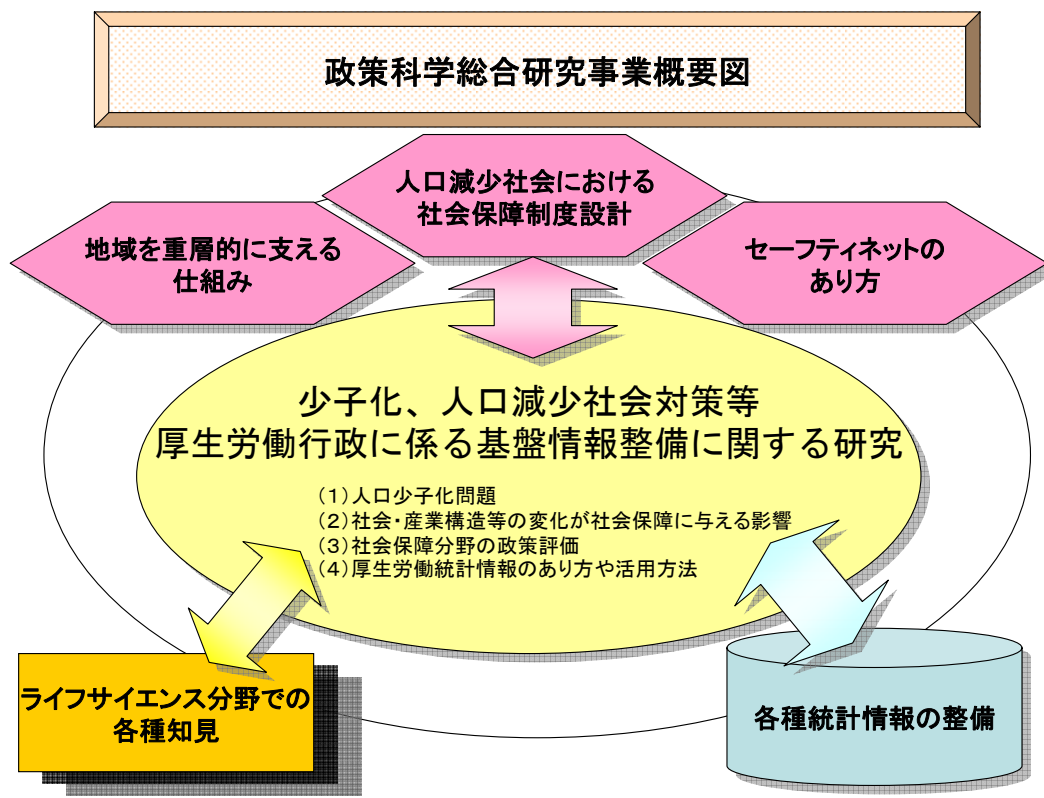 政策科学総合研究事業概要図
人口減少社会における
社会保障制度設計
地域を重層的に支える
仕組み
セーフティネットの
あり方
少子化、人口減少社会対策等
厚生労働行政に係る基盤情報整備に関する研究
(1)人口少子化問題
(2)社会・産業構造等の変化が社会保障に与える影響
(3)社会保障分野の政策評価
(4)厚生労働統計情報のあり方や活用方法
ライフサイエンス分野での
各種知見
各種統計情報の整備